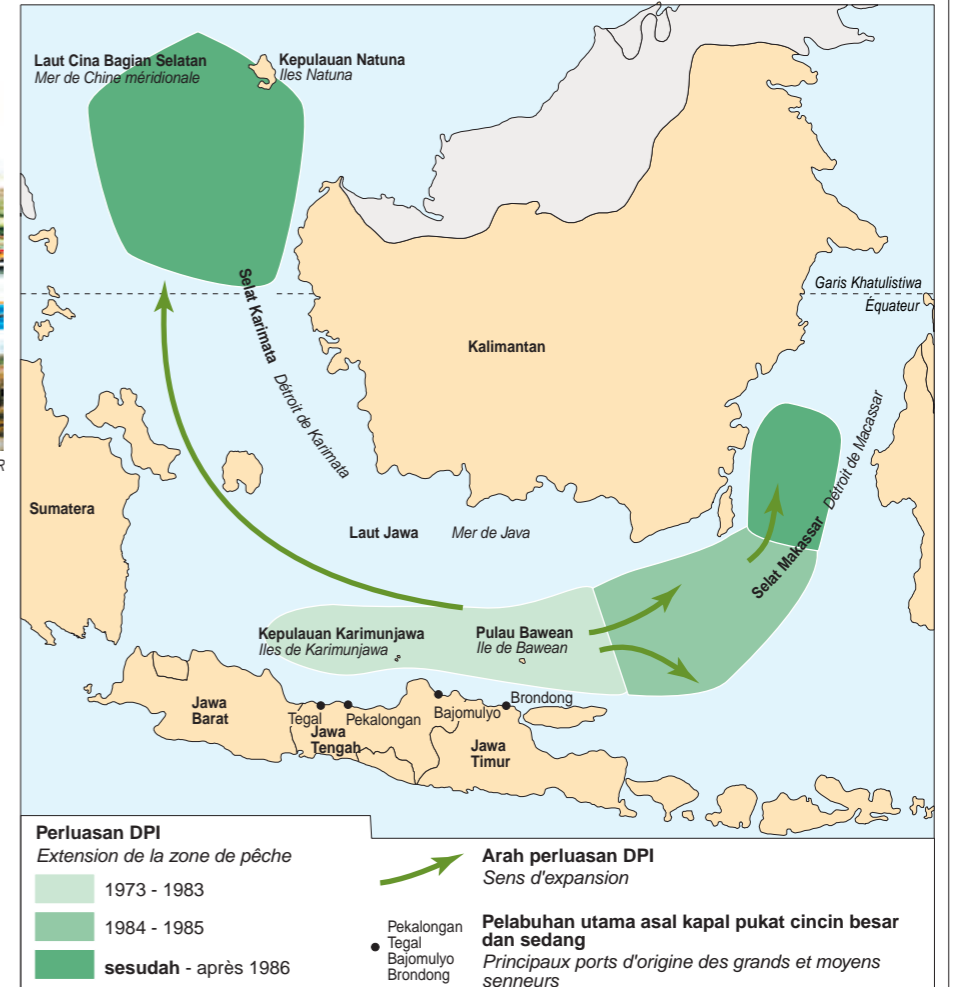 Laut Cina Bagian Selatan
Mer de Chine méridionale
Kepulauan Natuna
Iles Natuna
Garis Khatulistiwa
Équateur
Selat Karimata Détroit de Karimata
Kalimantan
Sumatera
Laut Jawa Mer de Java
Selat Makassar Détroit de Macassar
Kepulauan Karimunjawa
Iles de Karimunjawa
Pulau Bawean
Ile de Bawean
Jawa
Barat
Tegal
Pekalongan
Bajomulyo
Brondong
Jawa
Tengah
Jawa
Timur
R
Perluasan DPI
Extension de la zone de pêche
1973 - 1983
1984 - 1985
sesudah - après 1986
Arah perluasan DPI
Sens d'expansion
Pekalongan
Tegal
Bajomulyo
Brondong
Pelabuhan utama asal kapal pukat cincin besar
dan sedang
Principaux ports d'origine des grands et moyens
senneurs